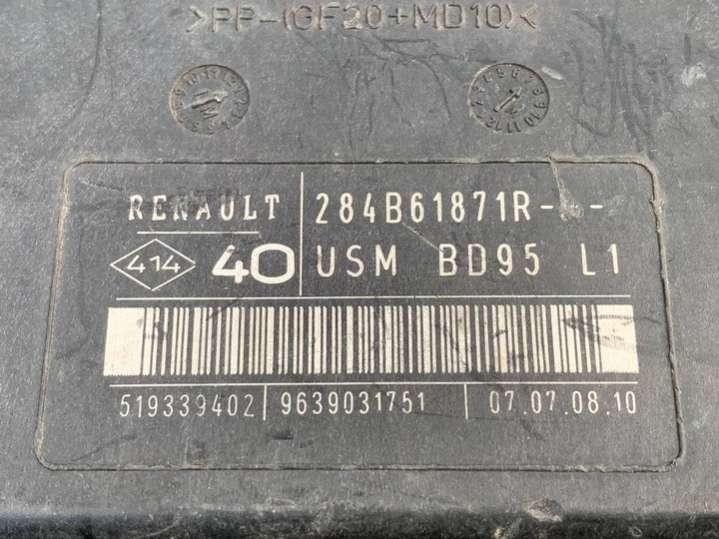 >PP-(GF20+MD10)<
RENAULT 284B61871R---
414 40 USM BD95 L1
519339402 9639031751 07.07.08.10